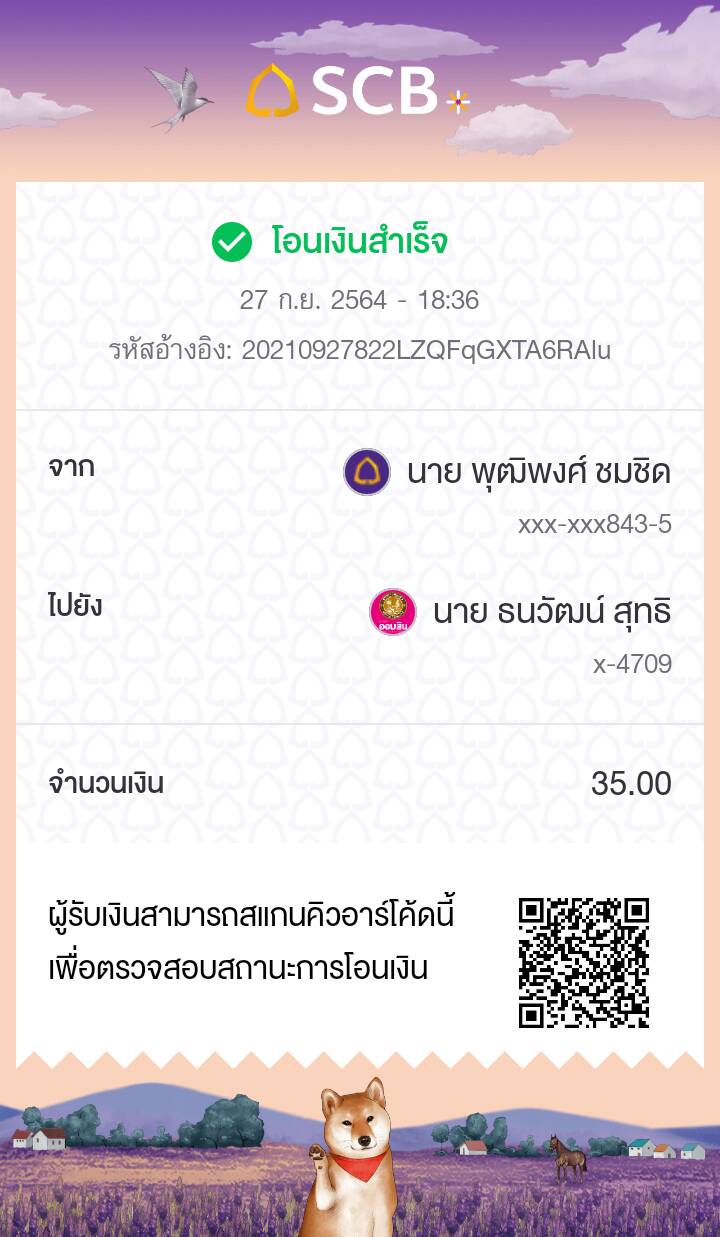 SCB
โอนเงินสำเร็จ
27 ก.ย. 2564 - 18:36
รหัสอ้างอิง: 20210927822LZQFqGXTA6RAlu
จาก
นาย พุฒิพงศ์ ชมชิด
xxx-xxx843-5
ไปยัง
ออมสิน
นาย ธนวัฒน์ สุทธิ
x-4709
จำนวนเงิน
35.00
ผู้รับเงินสามารถสแกนคิวอาร์โค้ดนี้
เพื่อตรวจสอบสถานะการโอนเงิน